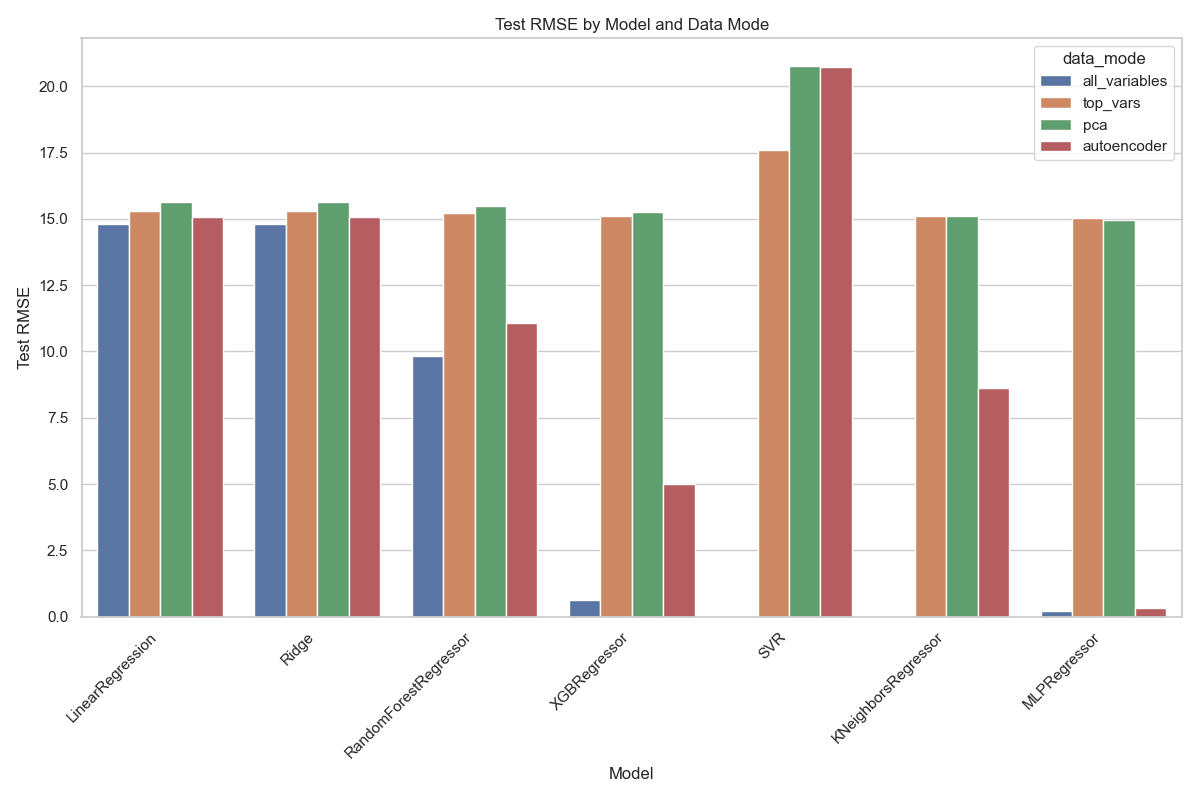 Test RMSE by Model and Data Mode
data_mode
all_variables
top_vars
pca
autoencoder
Test RMSE
20.0
17.5
15.0
12.5
10.0
7.5
5.0
2.5
0.0
LinearRegression
Ridge
RandomForestRegressor
XGBRegressor
SVR
KNeighborsRegressor
MLPRegressor
Model